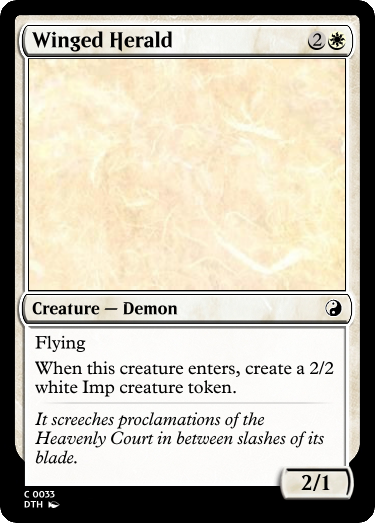 Winged Herald 2
Creature — Demon
Flying
When this creature enters, create a 2/2
white Imp creature token.
It screeches proclamations of the
Heavenly Court in between slashes of its
blade.
2/1
C 0033
DTH